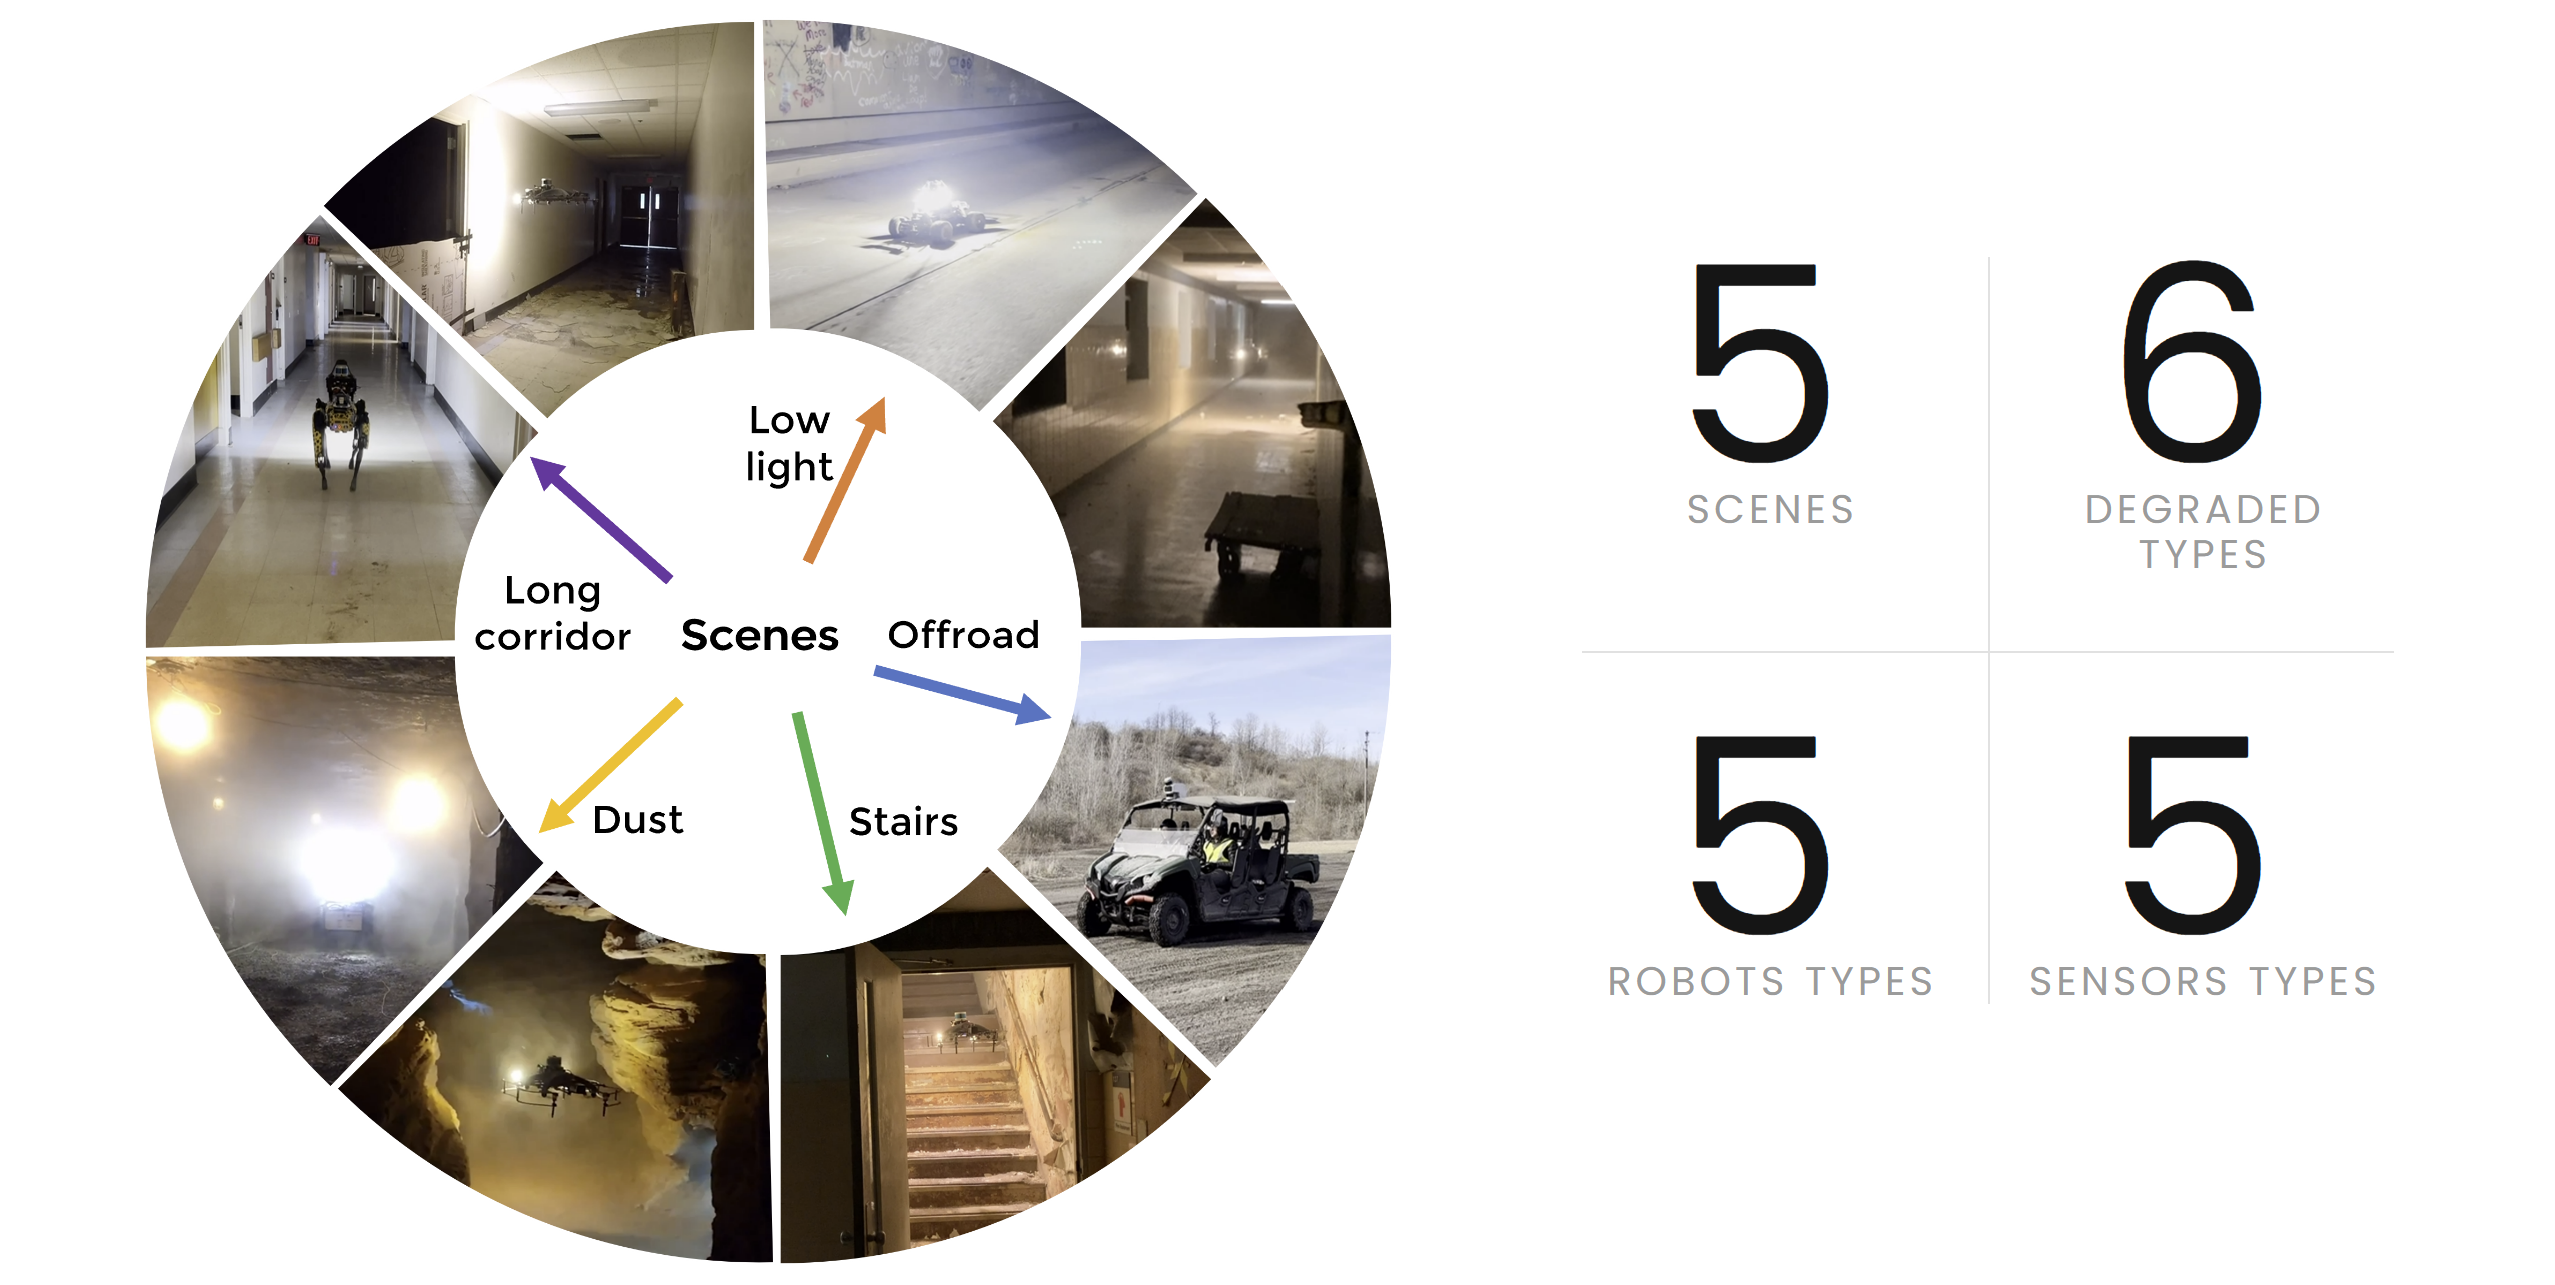 Low
light
Long
corridor
Scenes
Offroad
Dust
Stairs
EXIT
5
SCENES
6
DEGRADED
TYPES
5
ROBOTS TYPES
5
SENSORS TYPES